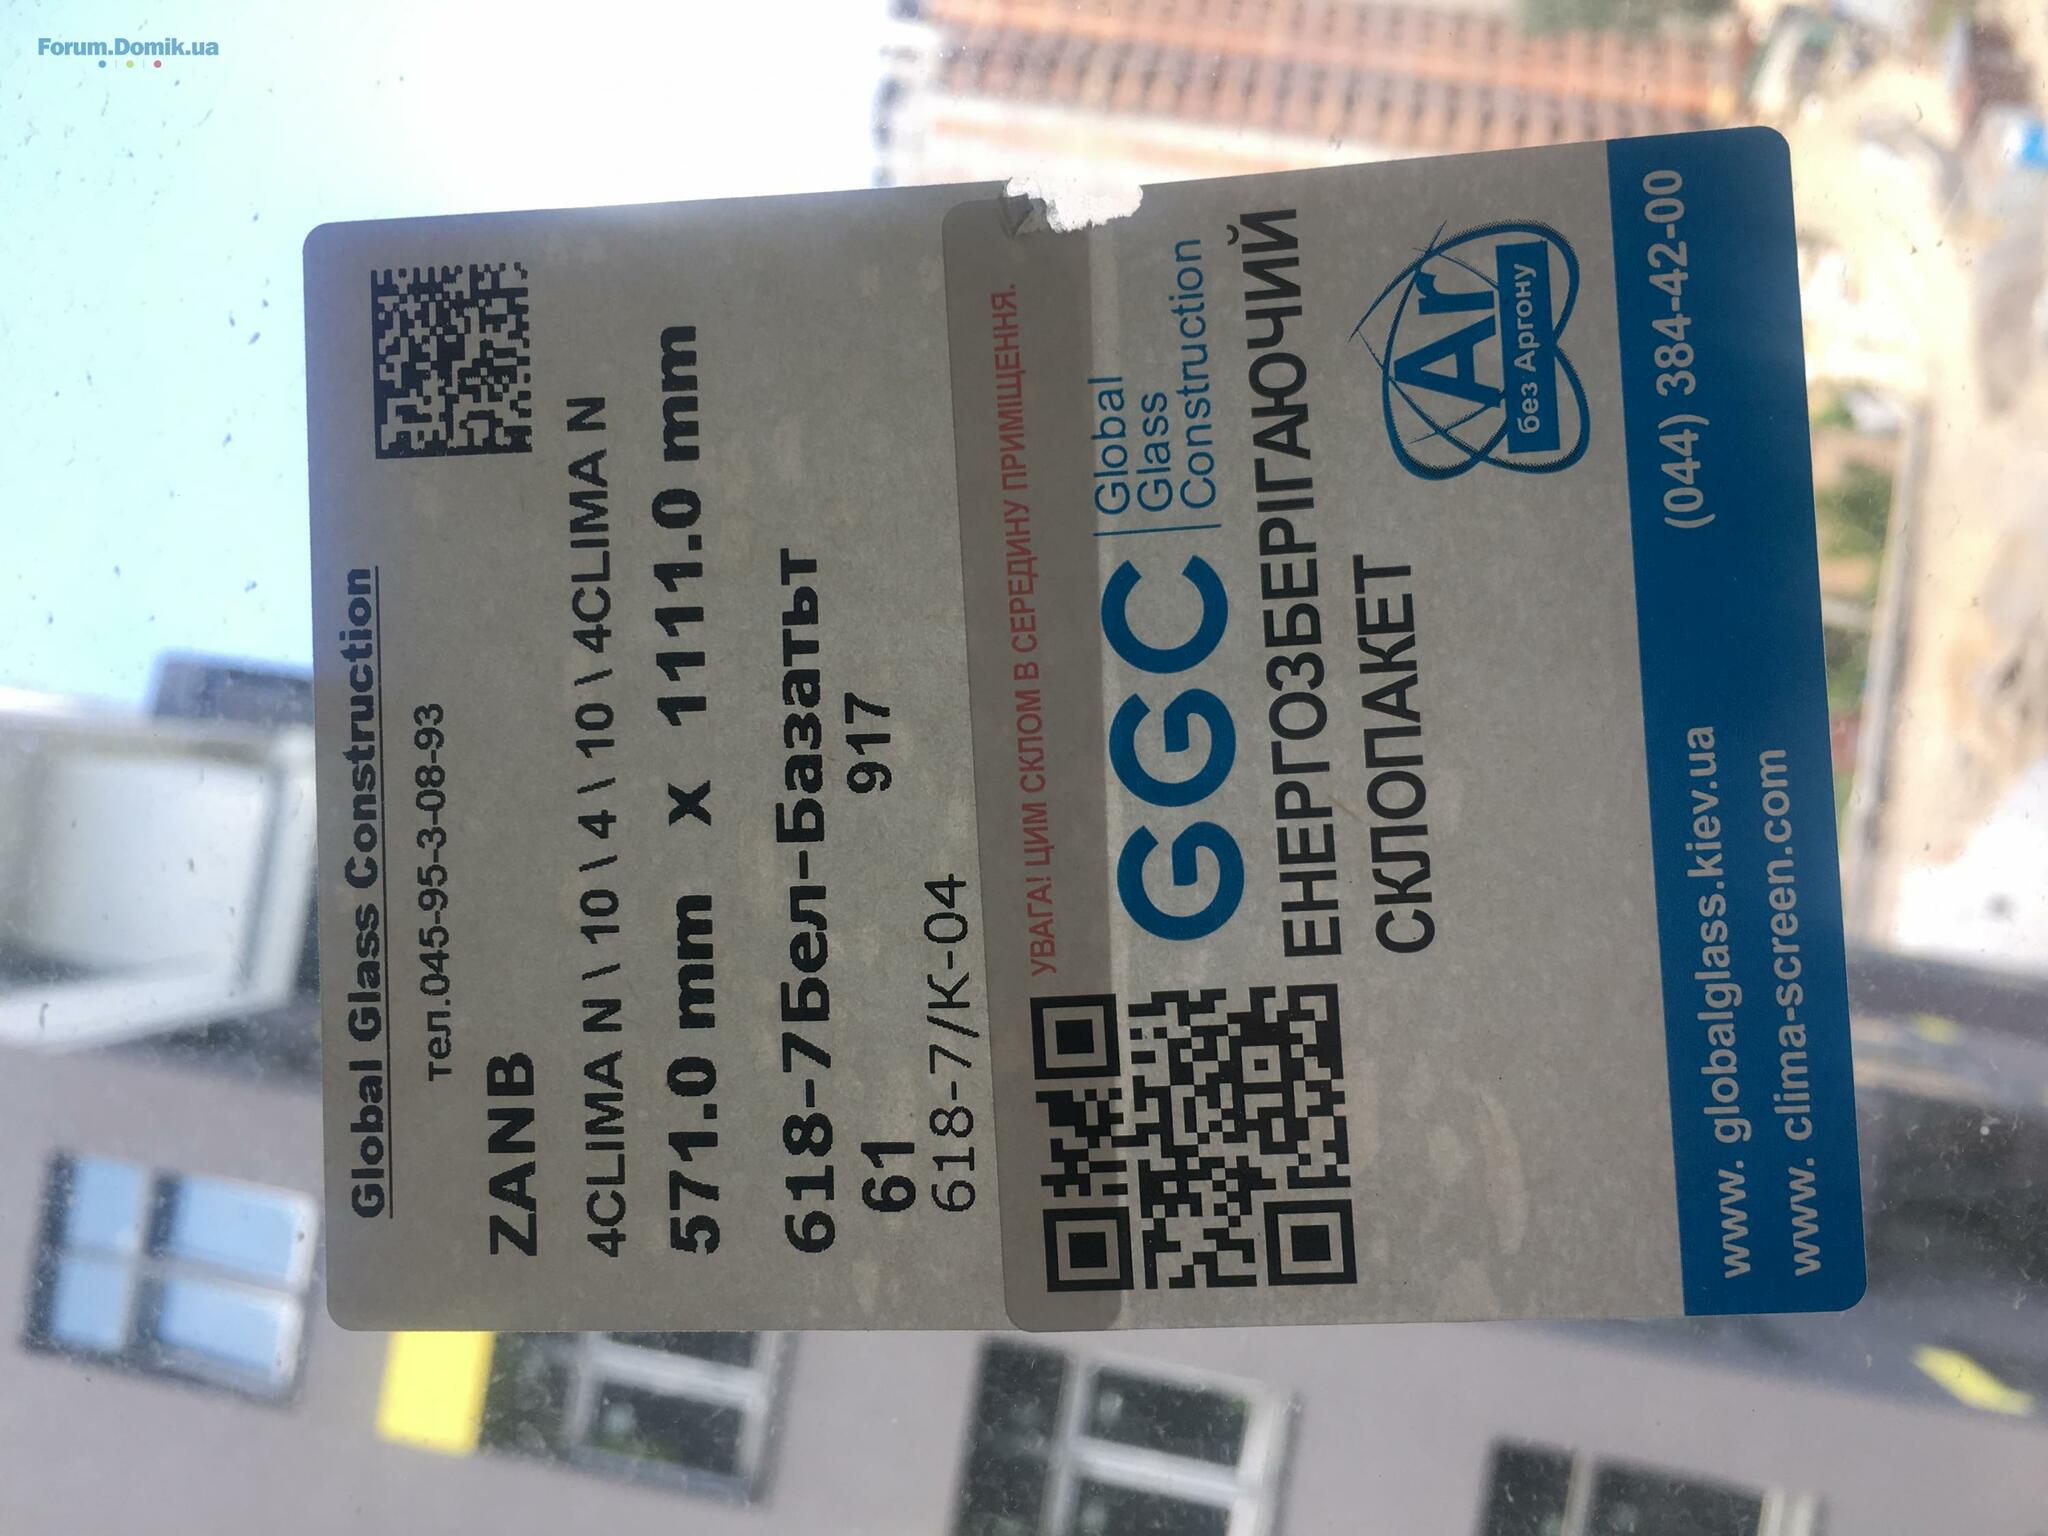 Forum.Domik.ua
Global Glass Construction
тел.045-95-3-08-93
ZANB
4CLIMA N \ 10 \ 4 \ 10 \ 4CLIMA N
571.0 mm x 1111.0 mm
618-7Бел-Базатьт
61 917
618-7/К-04
УВАГА! ЦИМ СКЛОМ В СЕРЕДИНУ ПРИМІЩЕННЯ.
GGC
Global
Glass
Construction
ЕНЕРГОЗБЕРІГАЮЧИЙ
СКЛОПАКЕТ
Ar
без Аргону
www. globalglass.kiev.ua (044) 384-42-00
www. clima-screen.com